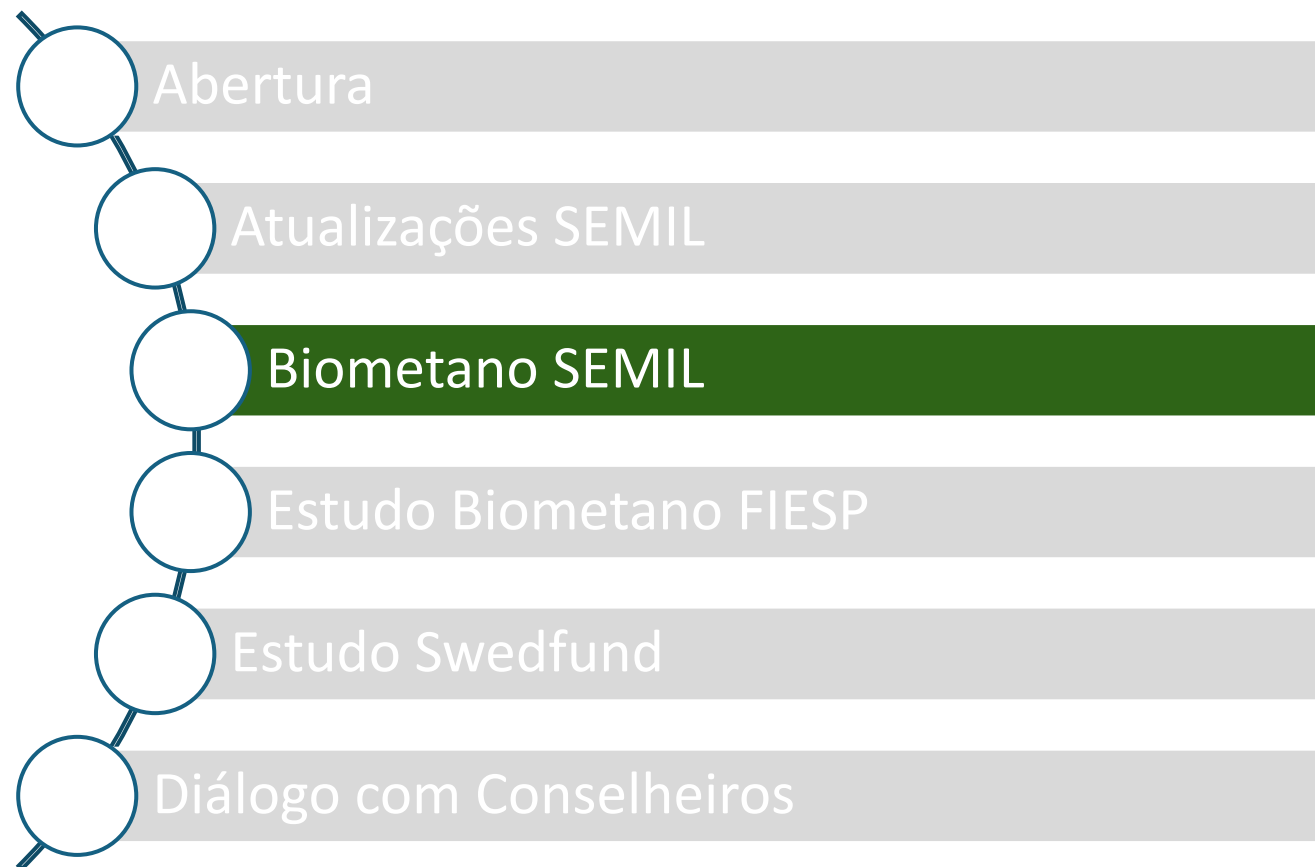 Abertura
Atualizações SEMIL
Biometano SEMIL
Estudo Biometano FIESP
Estudo Swedfund
Diálogo com Conselheiros